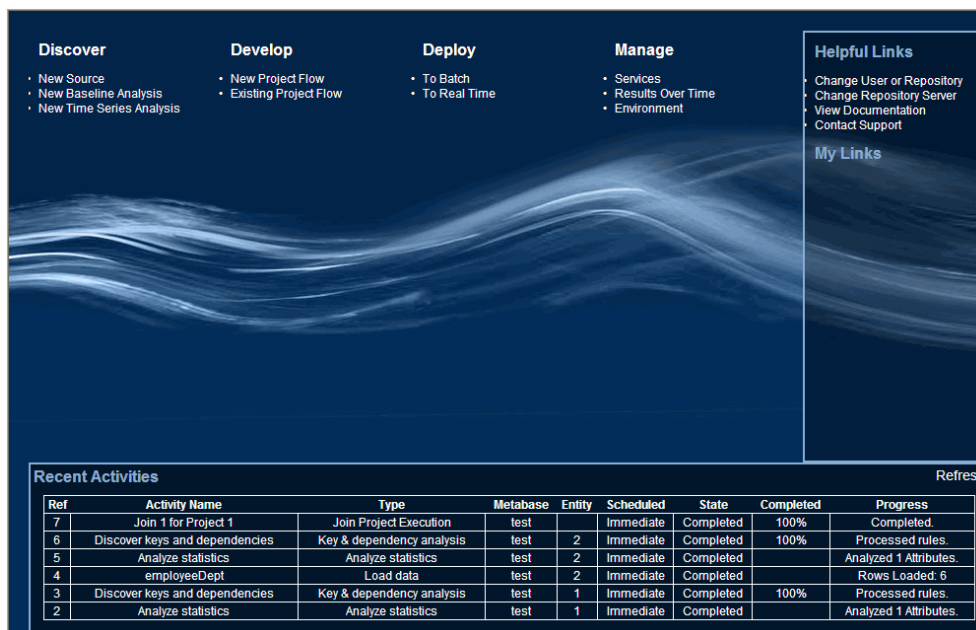 Discover
New Source
New Baseline Analysis
New Time Series Analysis
Develop
New Project Flow
Existing Project Flow
Deploy
To Batch
To Real Time
Manage
Services
Results Over Time
Environment
Helpful Links
Change User or Repository
Change Repository Server
View Documentation
Contact Support
My Links
Recent Activities
Refres
Ref Activity Name Type Metabase Entity Scheduled State Completed Progress
7 Join 1 for Project 1 Join Project Execution test Immediate Completed 100% Completed.
6 Discover keys and dependencies Key & dependency analysis test 2 Immediate Completed 100% Processed rules.
5 Analyze statistics Analyze statistics test 2 Immediate Completed Analyzed 1 Attributes.
4 employeeDept Load data test 2 Immediate Completed Rows Loaded: 6
3 Discover keys and dependencies Key & dependency analysis test 1 Immediate Completed 100% Processed rules.
2 Analyze statistics Analyze statistics test 1 Immediate Completed Analyzed 1 Attributes.